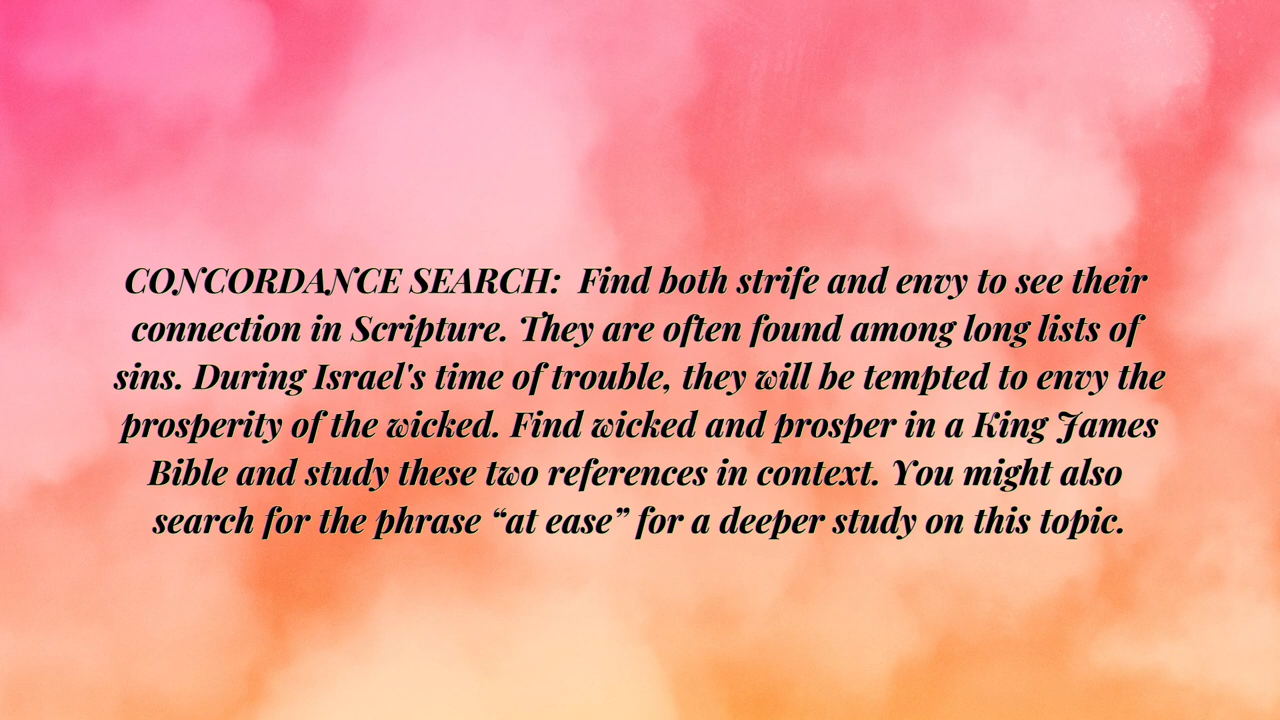 CONCORDANCE SEARCH:  Find both strife and envy to see their
connection in Scripture. They are often found among long lists of
sins. During Israel's time of trouble, they will be tempted to envy the
prosperity of the wicked. Find wicked and prosper in a King James
Bible and study these two references in context. You might also
search for the phrase “at ease” for a deeper study on this topic.